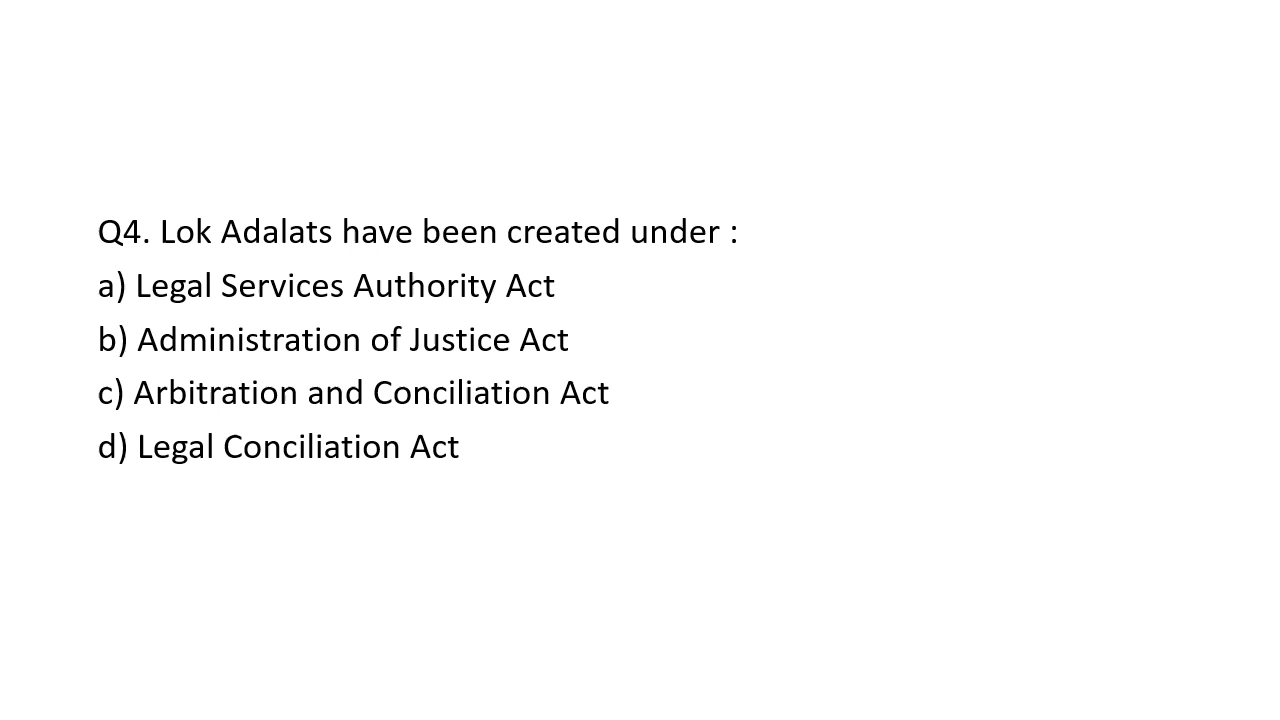 Q4. Lok Adalats have been created under :
a) Legal Services Authority Act
b) Administration of Justice Act
c) Arbitration and Conciliation Act
d) Legal Conciliation Act